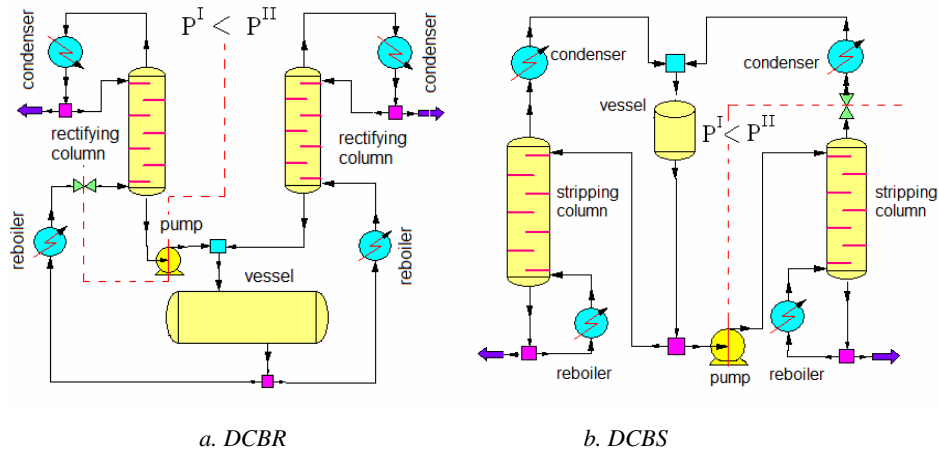 P^I < P^II
condenser
condenser
rectifying
column
rectifying
column
pump
reboiler
reboiler
vessel
a. DCBR
condenser
condenser
vessel
P^I < P^II
stripping
column
stripping
column
reboiler
pump
reboiler
b. DCBS